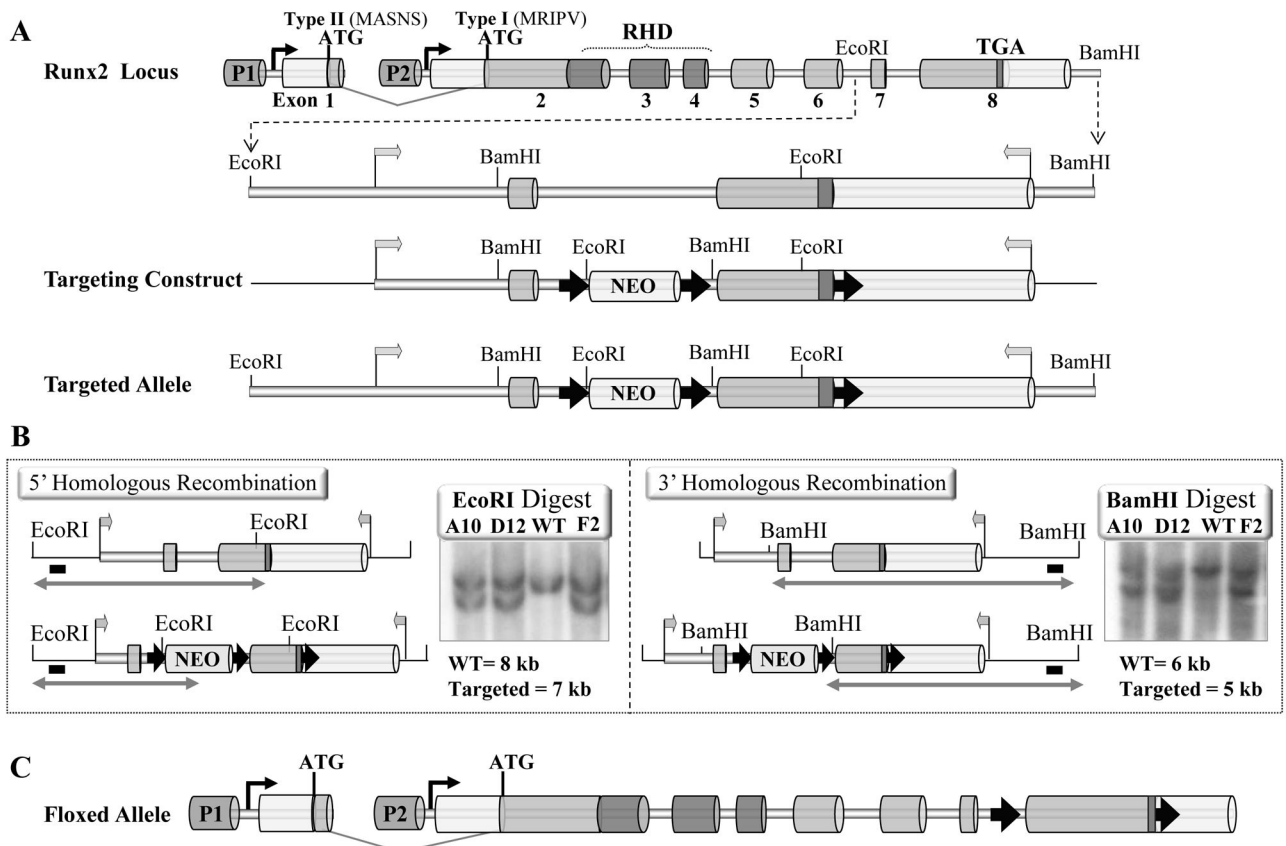 A
Type II (MASNS)
Type I (MRIPV)
ATG
ATG
RHD
EcoRI
TGA
BamHI
Runx2 Locus
P1
P2
Exon 1
2
3
4
5
6
7
8
EcoRI
BamHI
EcoRI
BamHI
Targeting Construct
BamHI
EcoRI
NEO
BamHI
EcoRI
Targeted Allele
EcoRI
BamHI
EcoRI
NEO
BamHI
EcoRI
BamHI
B
5’ Homologous Recombination
EcoRI
EcoRI
EcoRI
EcoRI
EcoRI
NEO
EcoRI Digest
A10 D12 WT F2
WT= 8 kb
Targeted = 7 kb
3’ Homologous Recombination
BamHI
BamHI
BamHI
BamHI
BamHI
NEO
BamHI Digest
A10 D12 WT F2
WT= 6 kb
Targeted = 5 kb
C
ATG
ATG
Floxed Allele
P1
P2